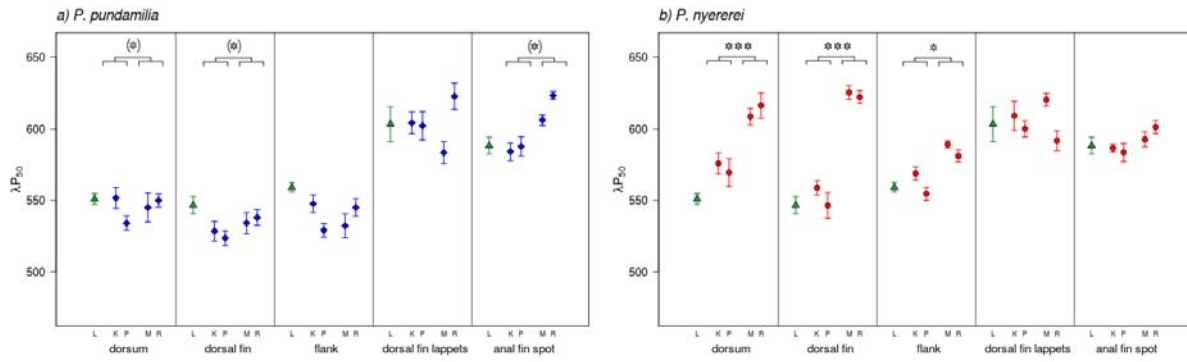 a) P. pundamilia
b) P. nyererei
650
600
550
500
λP50
(*)
(*)
(*)
L K P M R
L K P M R
L K P M R
L K P M R
L K P M R
dorsum
dorsal fin
flank
dorsal fin lappets
anal fin spot
650
600
550
500
λP50
***
***
*
L K P M R
L K P M R
L K P M R
L K P M R
L K P M R
dorsum
dorsal fin
flank
dorsal fin lappets
anal fin spot